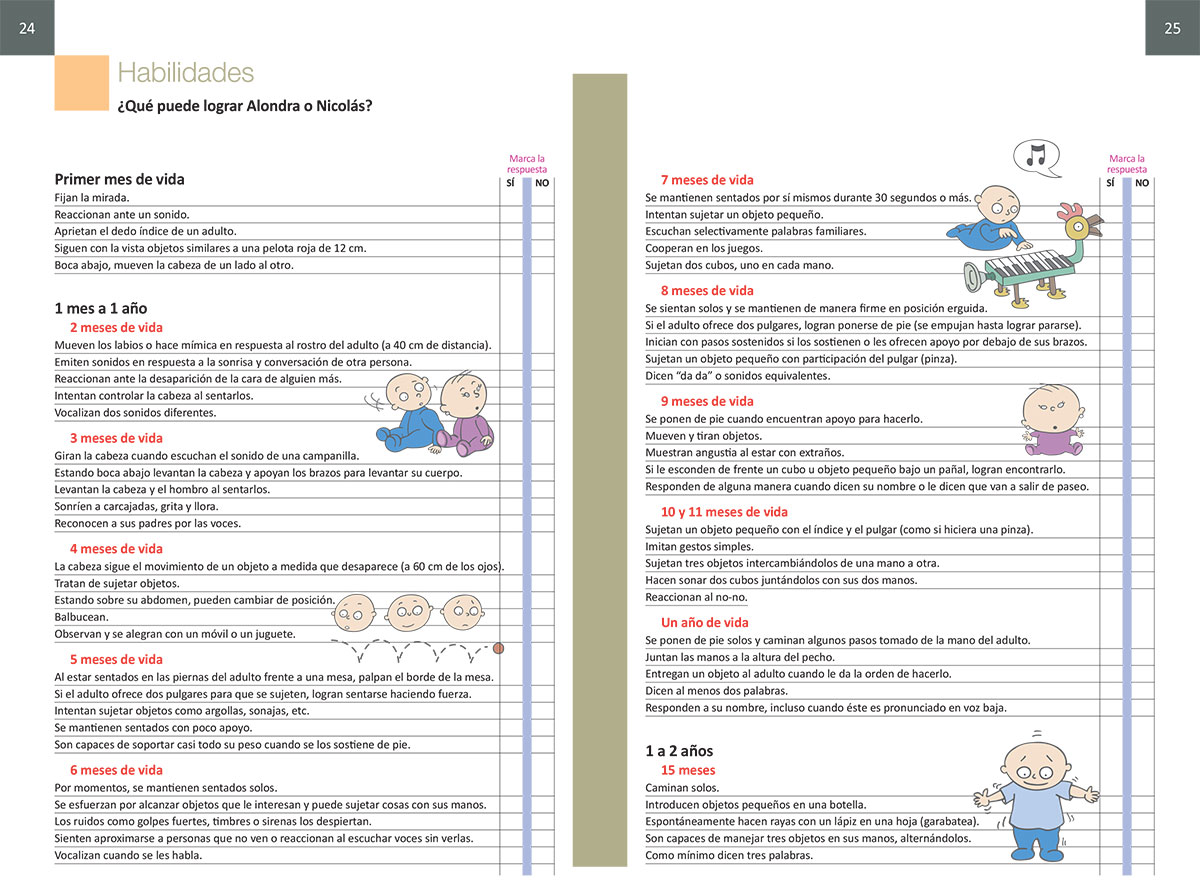 24
Habilidades
¿Qué puede lograr Alondra o Nicolás?
Marca la
respuesta
SÍ NO
Primer mes de vida
Fijan la mirada.
Reaccionan ante un sonido.
Aprietan el dedo índice de un adulto.
Siguen con la vista objetos similares a una pelota roja de 12 cm.
Boca abajo, mueven la cabeza de un lado al otro.
1 mes a 1 año
2 meses de vida
Mueven los labios o hace mímica en respuesta al rostro del adulto (a 40 cm de distancia).
Emiten sonidos en respuesta a la sonrisa y conversación de otra persona.
Reaccionan ante la desaparición de la cara de alguien más.
Intentan controlar la cabeza al sentarlos.
Vocalizan dos sonidos diferentes.
3 meses de vida
Giran la cabeza cuando escuchan el sonido de una campanilla.
Estando boca abajo levantan la cabeza y apoyan los brazos para levantar su cuerpo.
Levantan la cabeza y el hombro al sentarlos.
Sonríen a carcajadas, grita y llora.
Reconocen a sus padres por las voces.
4 meses de vida
La cabeza sigue el movimiento de un objeto a medida que desaparece (a 60 cm de los ojos).
Tratan de sujetar objetos.
Estando sobre su abdomen, pueden cambiar de posición.
Balbucean.
Observan y se alegran con un móvil o un juguete.
5 meses de vida
Al estar sentados en las piernas del adulto frente a una mesa, palpan el borde de la mesa.
Si el adulto ofrece dos pulgares para que se sujeten, logran sentarse haciendo fuerza.
Intentan sujetar objetos como argollas, sonajas, etc.
Se mantienen sentados con poco apoyo.
Son capaces de soportar casi todo su peso cuando se los sostiene de pie.
6 meses de vida
Por momentos, se mantienen sentados solos.
Se esfuerzan por alcanzar objetos que le interesan y puede sujetar cosas con sus manos.
Los ruidos como golpes fuertes, timbres o sirenas los despiertan.
Sienten aproximarse a personas que no ven o reaccionan al escuchar voces sin verlas.
Vocalizan cuando se les habla.
25
Marca la
respuesta
SÍ NO
7 meses de vida
Se mantienen sentados por sí mismos durante 30 segundos o más.
Intentan sujetar un objeto pequeño.
Escuchan selectivamente palabras familiares.
Cooperan en los juegos.
Sujetan dos cubos, uno en cada mano.
8 meses de vida
Se sientan solos y se mantienen de manera firme en posición erguida.
Si el adulto ofrece dos pulgares, logran ponerse de pie (se empujan hasta lograr pararse).
Inician con pasos sostenidos si los sostienen o les ofrecen apoyo por debajo de sus brazos.
Sujetan un objeto pequeño con participación del pulgar (pinza).
Dicen “da da” o sonidos equivalentes.
9 meses de vida
Se ponen de pie cuando encuentran apoyo para hacerlo.
Mueven y tiran objetos.
Muestran angustia al estar con extraños.
Si le esconden de frente un cubo u objeto pequeño bajo un pañal, logran encontrarlo.
Responden de alguna manera cuando dicen su nombre o le dicen que van a salir de paseo.
10 y 11 meses de vida
Sujetan un objeto pequeño con el índice y el pulgar (como si hiciera una pinza).
Imitan gestos simples.
Sujetan tres objetos intercambiándolos de una mano a otra.
Hacen sonar dos cubos juntándolos con sus dos manos.
Reaccionan al no-no.
Un año de vida
Se ponen de pie solos y caminan algunos pasos tomado de la mano del adulto.
Juntan las manos a la altura del pecho.
Entregan un objeto al adulto cuando le da la orden de hacerlo.
Dicen al menos dos palabras.
Responden a su nombre, incluso cuando éste es pronunciado en voz baja.
1 a 2 años
15 meses
Caminan solos.
Introducen objetos pequeños en una botella.
Espontáneamente hacen rayas con un lápiz en una hoja (garabatea).
Son capaces de manejar tres objetos en sus manos, alternándolos.
Como mínimo dicen tres palabras.